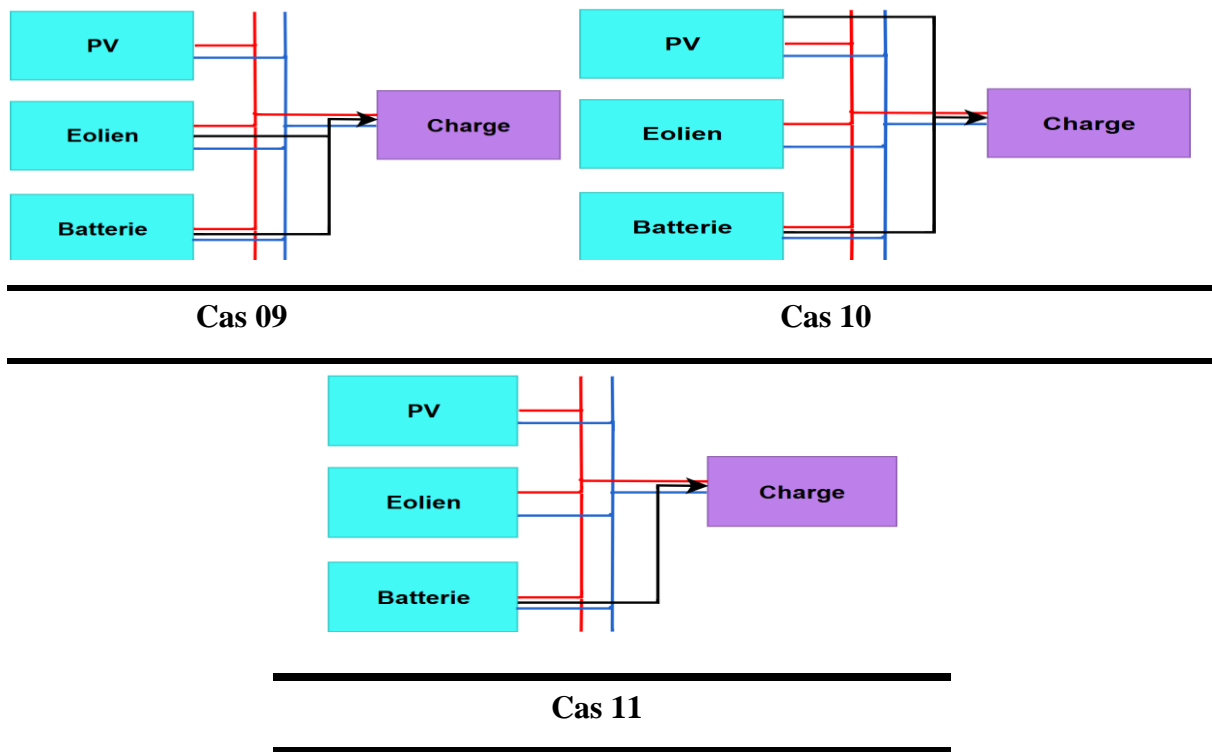 PV
Eolien
Charge
Batterie
Cas 09
PV
Eolien
Charge
Batterie
Cas 10
PV
Eolien
Charge
Batterie
Cas 11